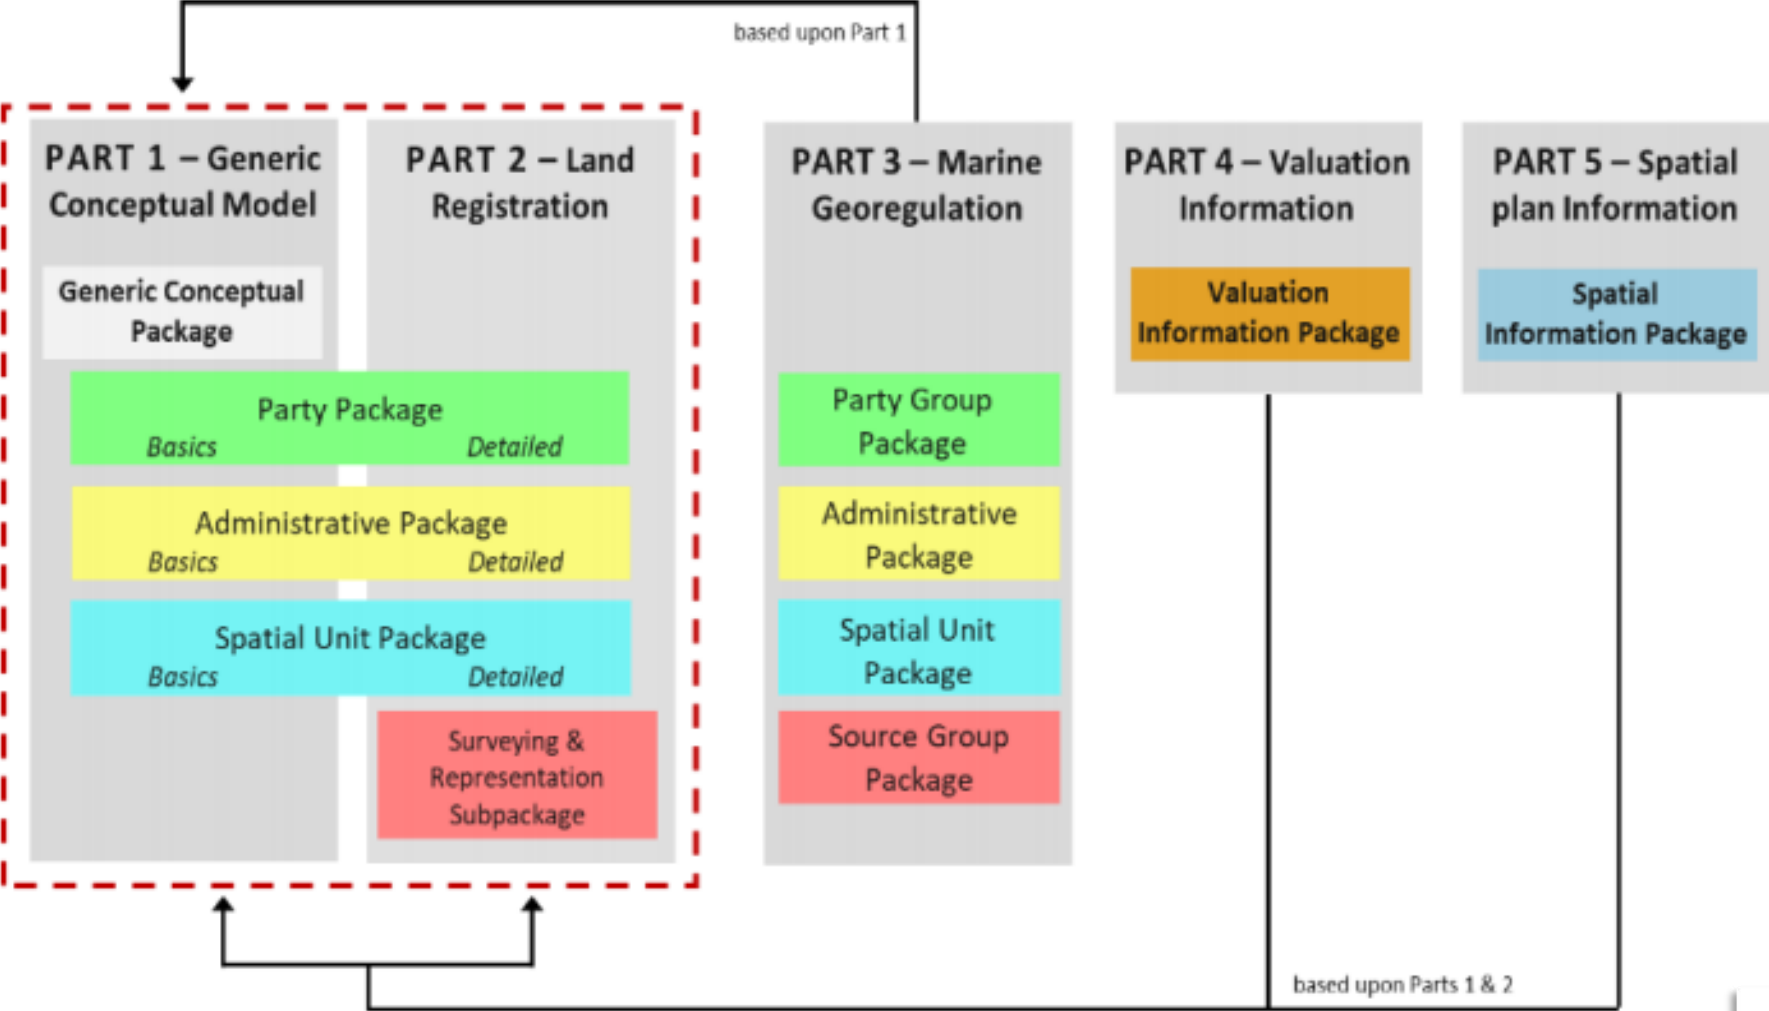 based upon Part 1
PART 1 – Generic
Conceptual Model
Generic Conceptual
Package
PART 2 – Land
Registration
Party Package
Basics Detailed
Administrative Package
Basics Detailed
Spatial Unit Package
Basics Detailed
Surveying &
Representation
Subpackage
PART 3 – Marine
Georegulation
Party Group
Package
Administrative
Package
Spatial Unit
Package
Source Group
Package
PART 4 – Valuation
Information
Valuation
Information Package
PART 5 – Spatial
plan Information
Spatial
Information Package
based upon Parts 1 & 2